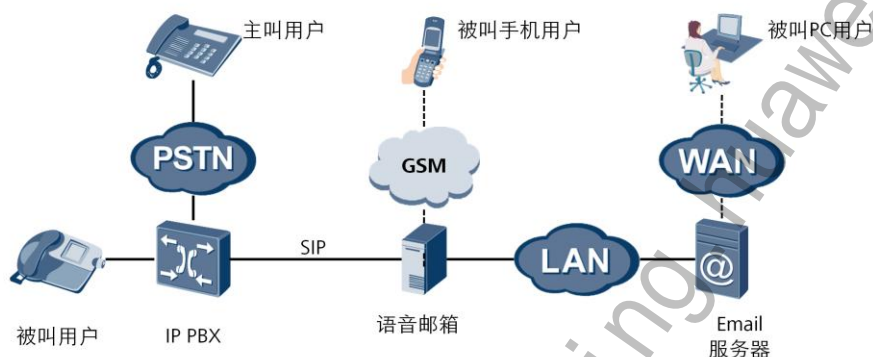 主叫用户
被叫手机用户
被叫PC用户
PSTN
GSM
WAN
SIP
LAN
@
被叫用户
IP PBX
语音邮箱
Email
服务器